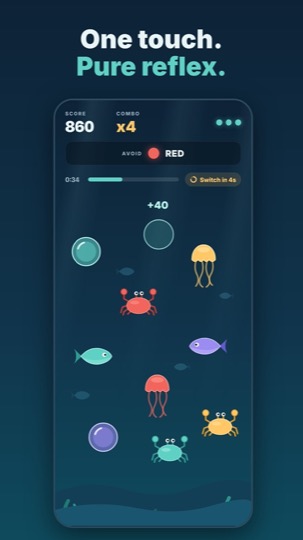 One touch.
Pure reflex.
SCORE
860
COMBO
x4
AVOID RED
0:34
Switch in 4s
+40